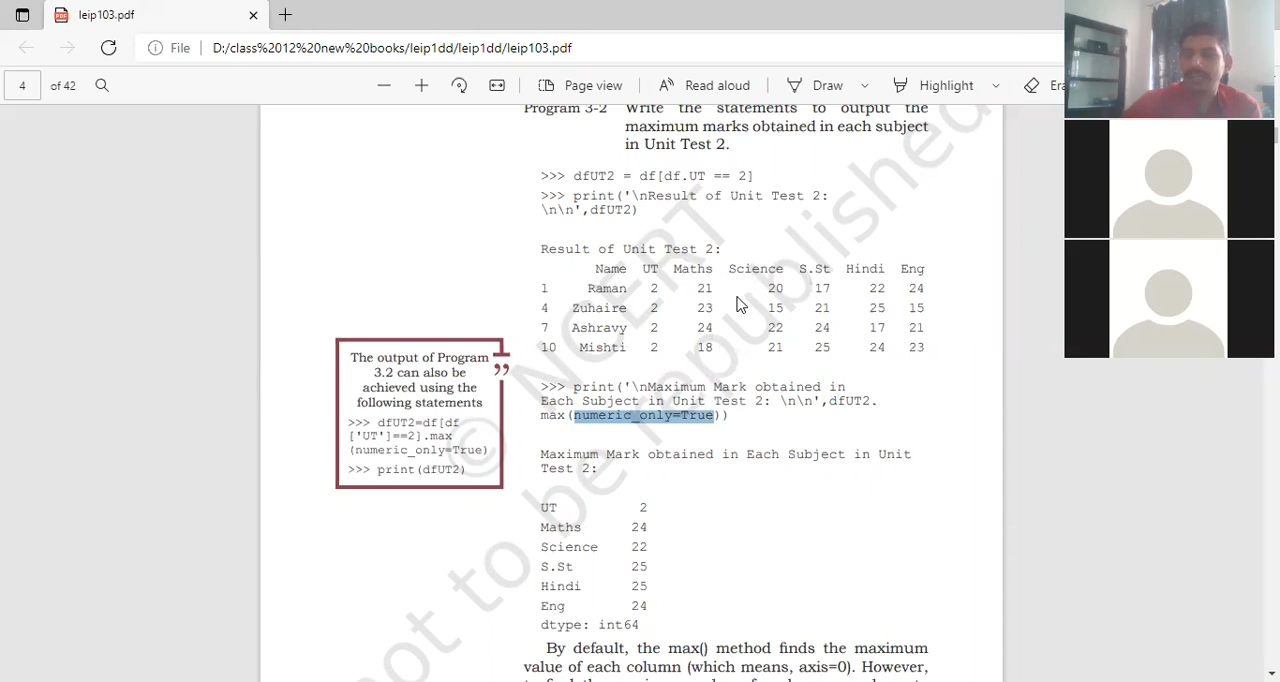 leip103.pdf
File D:/class%2012%20new%20books/leip1dd/leip1dd/leip103.pdf
4 of 42 Page view Read aloud Draw Highlight Era
Program 3-2 Write the statements to output the
maximum marks obtained in each subject
in Unit Test 2.
>>> dfUT2 = df[df.UT == 2]
>>> print('\nResult of Unit Test 2:
\n\n',dfUT2)
Result of Unit Test 2:
Name UT Maths Science S.St Hindi Eng
1 Raman 2 21 20 17 22 24
4 Zuhaire 2 23 15 21 25 15
7 Ashravy 2 24 22 24 17 21
10 Mishti 2 18 21 25 24 23
The output of Program
3.2 can also be
achieved using the
following statements
>>> dfUT2=df[df
['UT']==2].max
(numeric_only=True)
>>> print(dfUT2)
>>> print('\nMaximum Mark obtained in
Each Subject in Unit Test 2: \n\n',dfUT2.
max(numeric_only=True))
Maximum Mark obtained in Each Subject in Unit
Test 2:
UT 2
Maths 24
Science 22
S.St 25
Hindi 25
Eng 24
dtype: int64
By default, the max() method finds the maximum
value of each column (which means, axis=0). However,
© NCERT
not to be republished